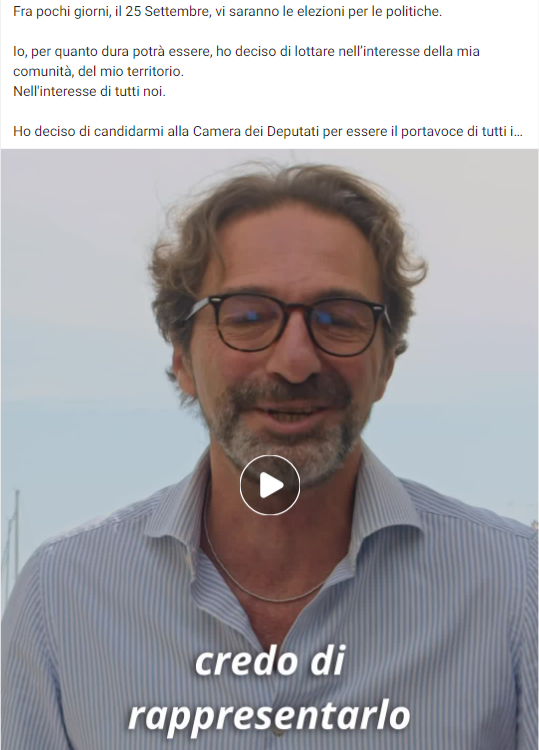 Fra pochi giorni, il 25 Settembre, vi saranno le elezioni per le politiche.
Io, per quanto dura potrà essere, ho deciso di lottare nell’interesse della mia
comunità, del mio territorio.
Nell'interesse di tutti noi.
Ho deciso di candidarmi alla Camera dei Deputati per essere il portavoce di tutti i...
credo di
rappresentarlo